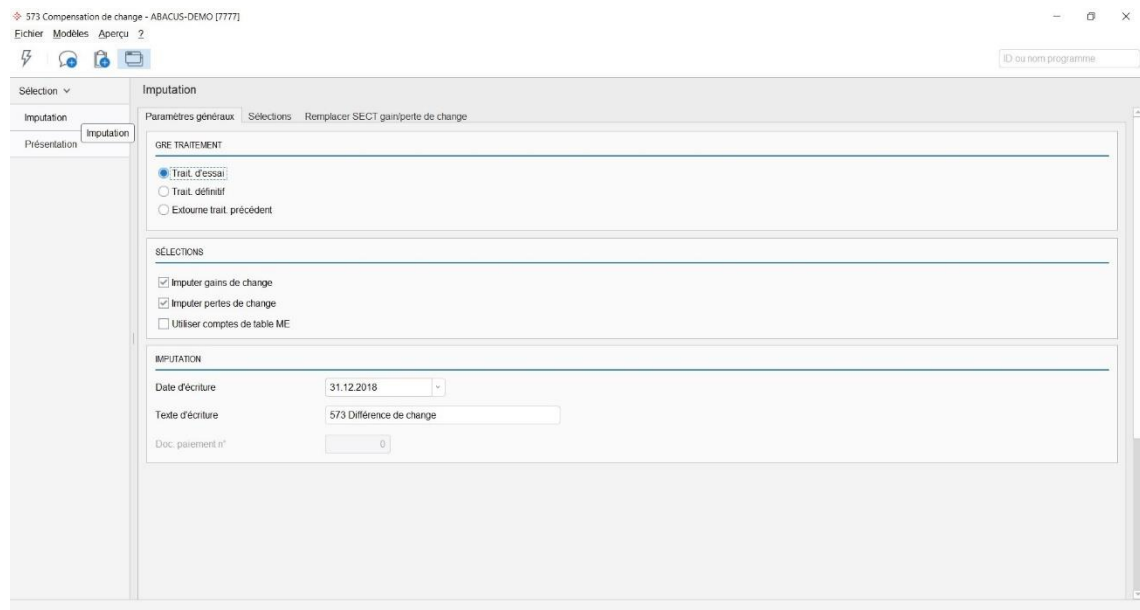 573 Compensation de change - ABACUS-DEMO [7777]
Eichier Modèles Aperçu ?
ID ou nom programme
Sélection
Imputation
Imputation
Présentation
Imputation
Paramètres généraux Sélections Remplacer SECT gain/perte de change
GRE TRAITEMENT
Trait. d'essai
Trait. définitif
Extourne trait. précédent
SÉLECTIONS
Imputer gains de change
Imputer pertes de change
Utiliser comptes de table ME
IMPUTATION
Date d'écriture 31.12.2018
Texte d'écriture 573 Différence de change
Doc. paiement n° 0